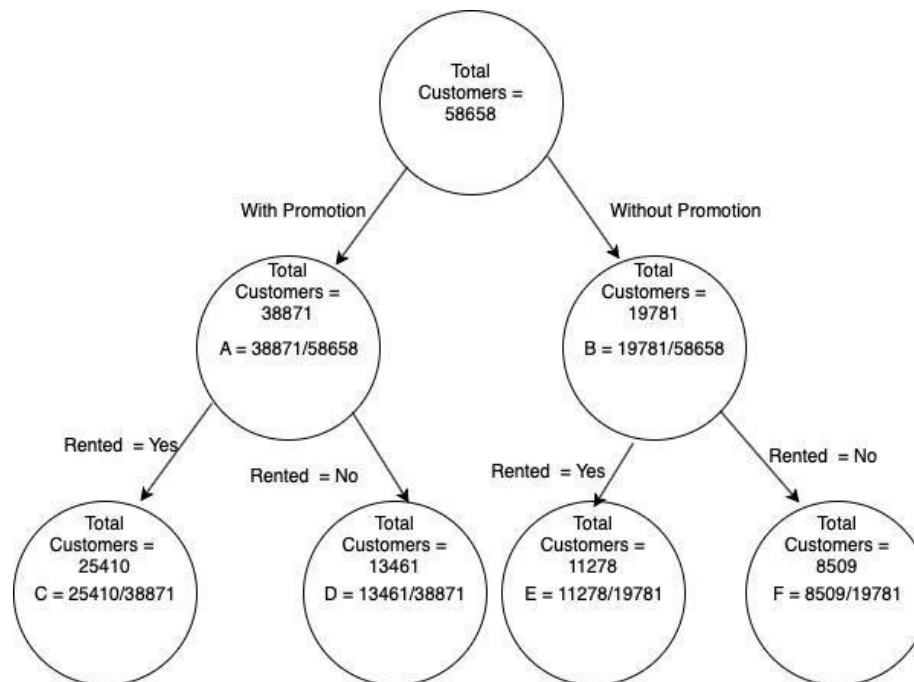 Total
Customers =
58658
With Promotion
Without Promotion
Total
Customers =
38871
A = 38871/58658
Total
Customers =
19781
B = 19781/58658
Rented = Yes
Rented = No
Rented = Yes
Rented = No
Total
Customers =
25410
C = 25410/38871
Total
Customers =
13461
D = 13461/38871
Total
Customers =
11278
E = 11278/19781
Total
Customers =
8509
F = 8509/19781